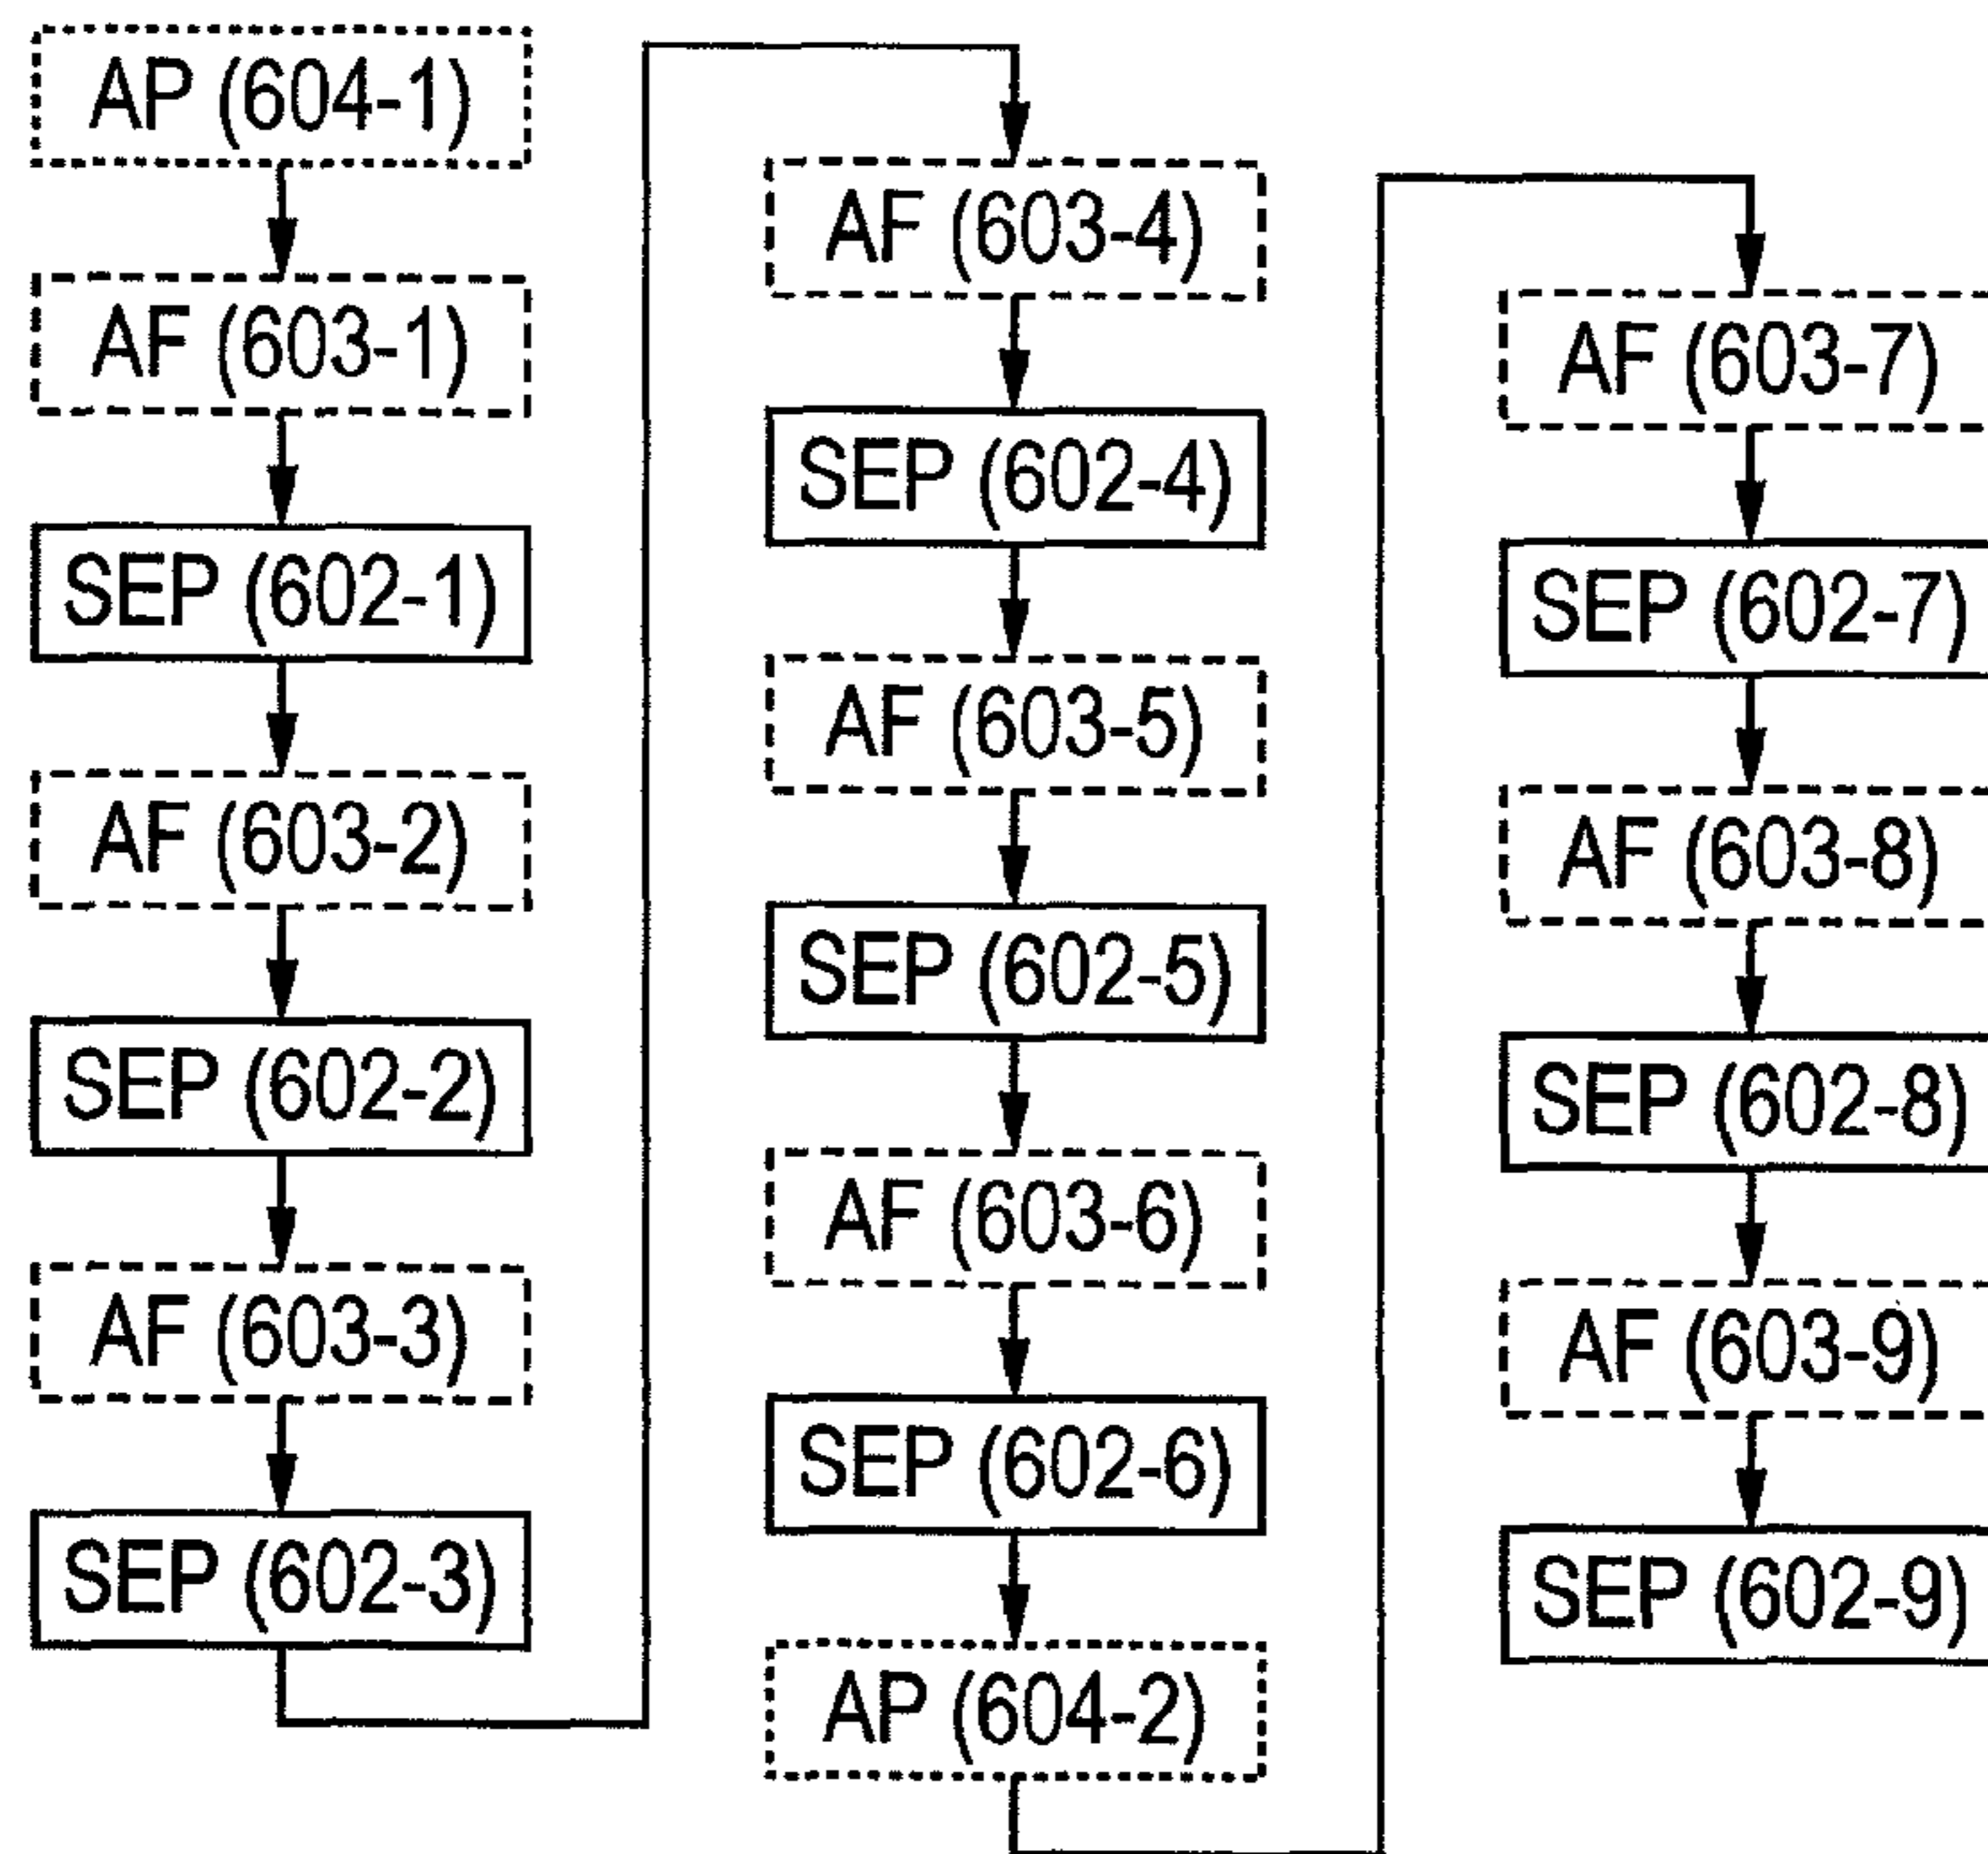 AP (604-1)
AF (603-1)
SEP (602-1)
AF (603-2)
SEP (602-2)
AF (603-3)
SEP (602-3)
AF (603-4)
SEP (602-4)
AF (603-5)
SEP (602-5)
AF (603-6)
SEP (602-6)
AP (604-2)
AF (603-7)
SEP (602-7)
AF (603-8)
SEP (602-8)
AF (603-9)
SEP (602-9)